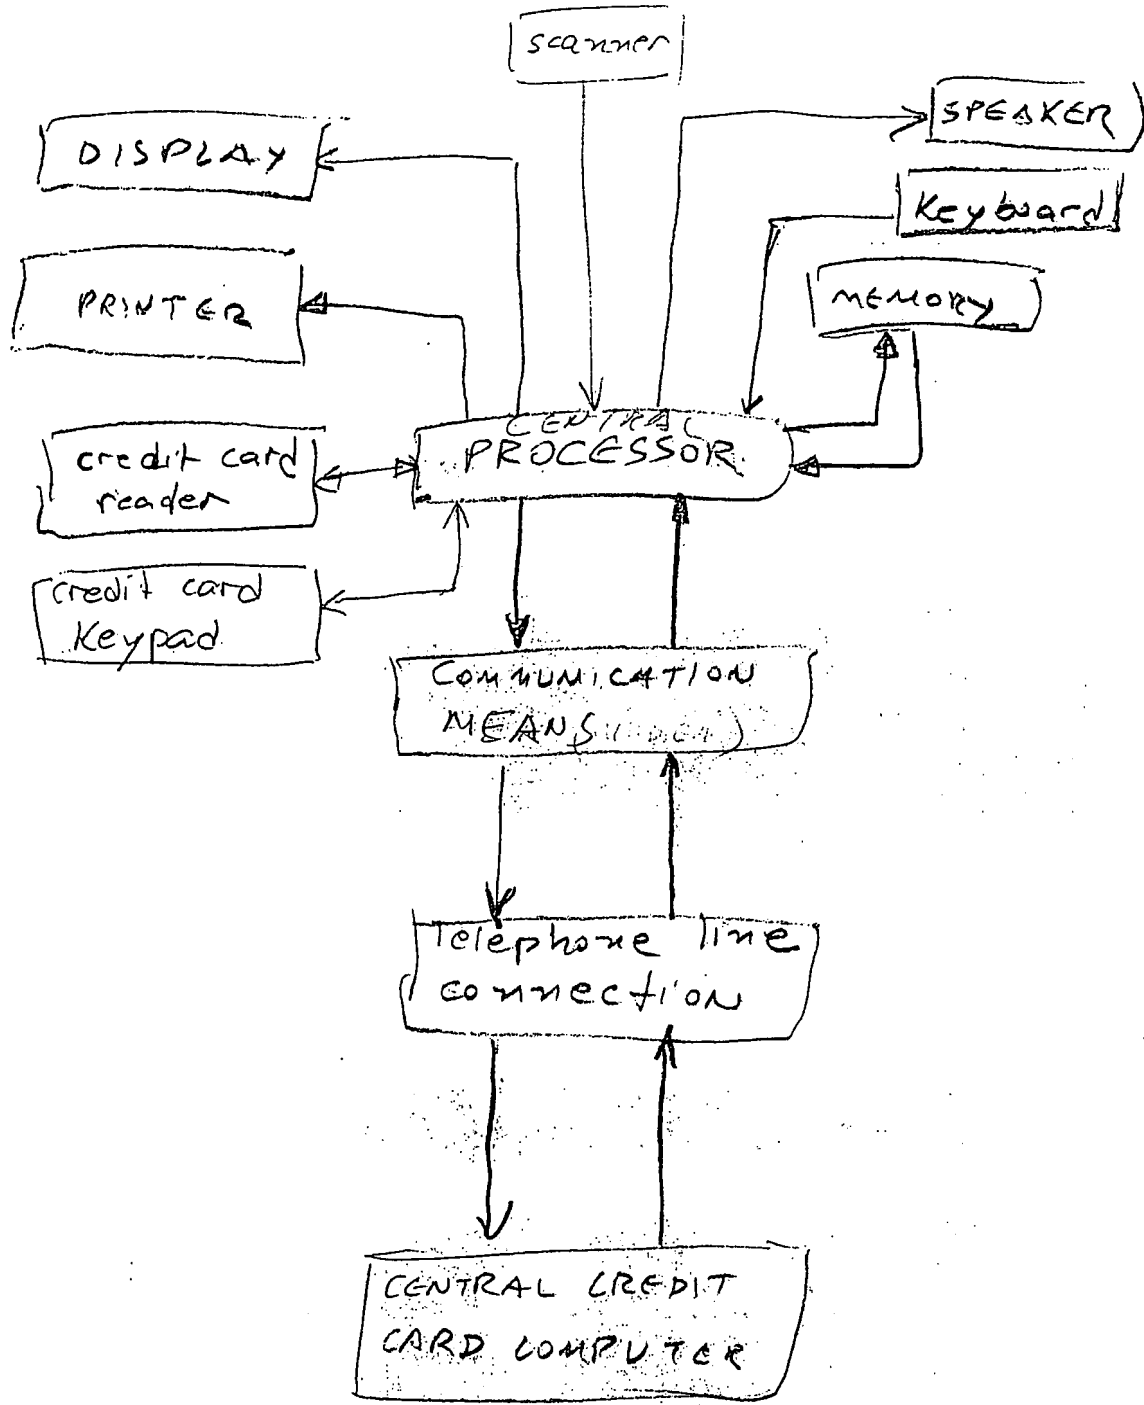 scanner
SPEAKER
DISPLAY
Keyboard
MEMORY
PRINTER
CENTRAL
PROCESSOR
credit card
reader
credit card
Keypad
COMMUNICATION
MEANS
Telephone line
connection
CENTRAL CREDIT
CARD COMPUTER